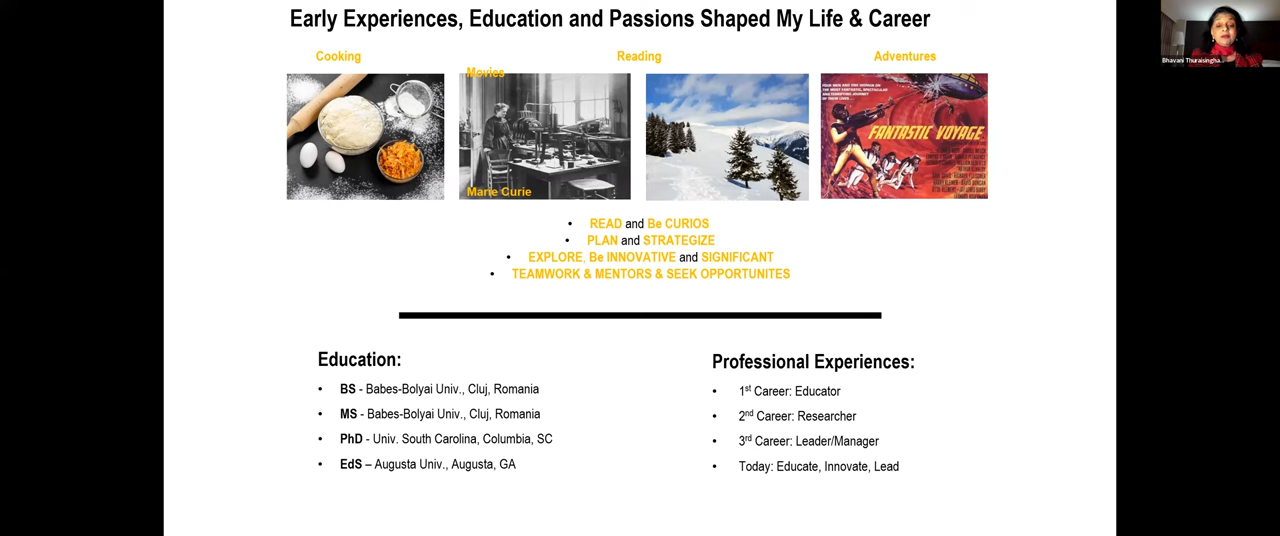 Early Experiences, Education and Passions Shaped My Life & Career
Bhavani Thuraisingha...
Cooking
Reading
Adventures
Movies
Marie Curie
FANTASTIC VOYAGE
• READ and Be CURIOS
• PLAN and STRATEGIZE
• EXPLORE, Be INNOVATIVE and SIGNIFICANT
• TEAMWORK & MENTORS & SEEK OPPORTUNITES
Education:
• BS - Babes-Bolyai Univ., Cluj, Romania
• MS - Babes-Bolyai Univ., Cluj, Romania
• PhD - Univ. South Carolina, Columbia, SC
• EdS – Augusta Univ., Augusta, GA
Professional Experiences:
• 1st Career: Educator
• 2nd Career: Researcher
• 3rd Career: Leader/Manager
• Today: Educate, Innovate, Lead